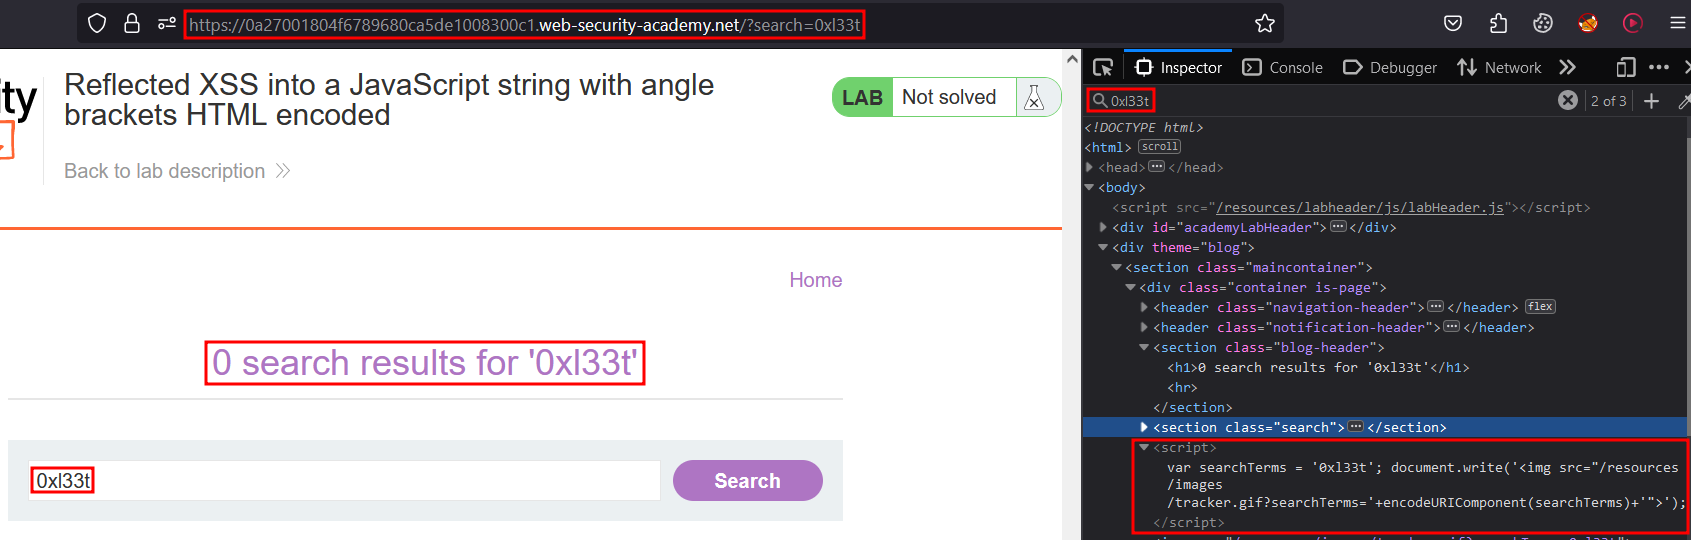 https://0a27001804f6789680ca5de1008300c1.web-security-academy.net/?search=0xl33t
ity
Reflected XSS into a JavaScript string with angle
brackets HTML encoded
LAB Not solved
Back to lab description
Home
0 search results for '0xl33t'
0xl33t
Search
Inspector Console Debugger Network
0xl33t
2 of 3
<!DOCTYPE html>
<html> scroll
<head> ••• </head>
<body>
<script src="/resources/labheader/js/labHeader.js"></script>
<div id="academyLabHeader"> ••• </div>
<div theme="blog">
<section class="maincontainer">
<div class="container is-page">
<header class="navigation-header"> ••• </header> flex
<header class="notification-header"> ••• </header>
<section class="blog-header">
<h1>0 search results for '0xl33t'</h1>
<hr>
</section>
<section class="search"> ••• </section>
<script>
var searchTerms = '0xl33t'; document.write('<img src="/resources
/images
/tracker.gif?searchTerms='+encodeURIComponent(searchTerms)+'">');
</script>